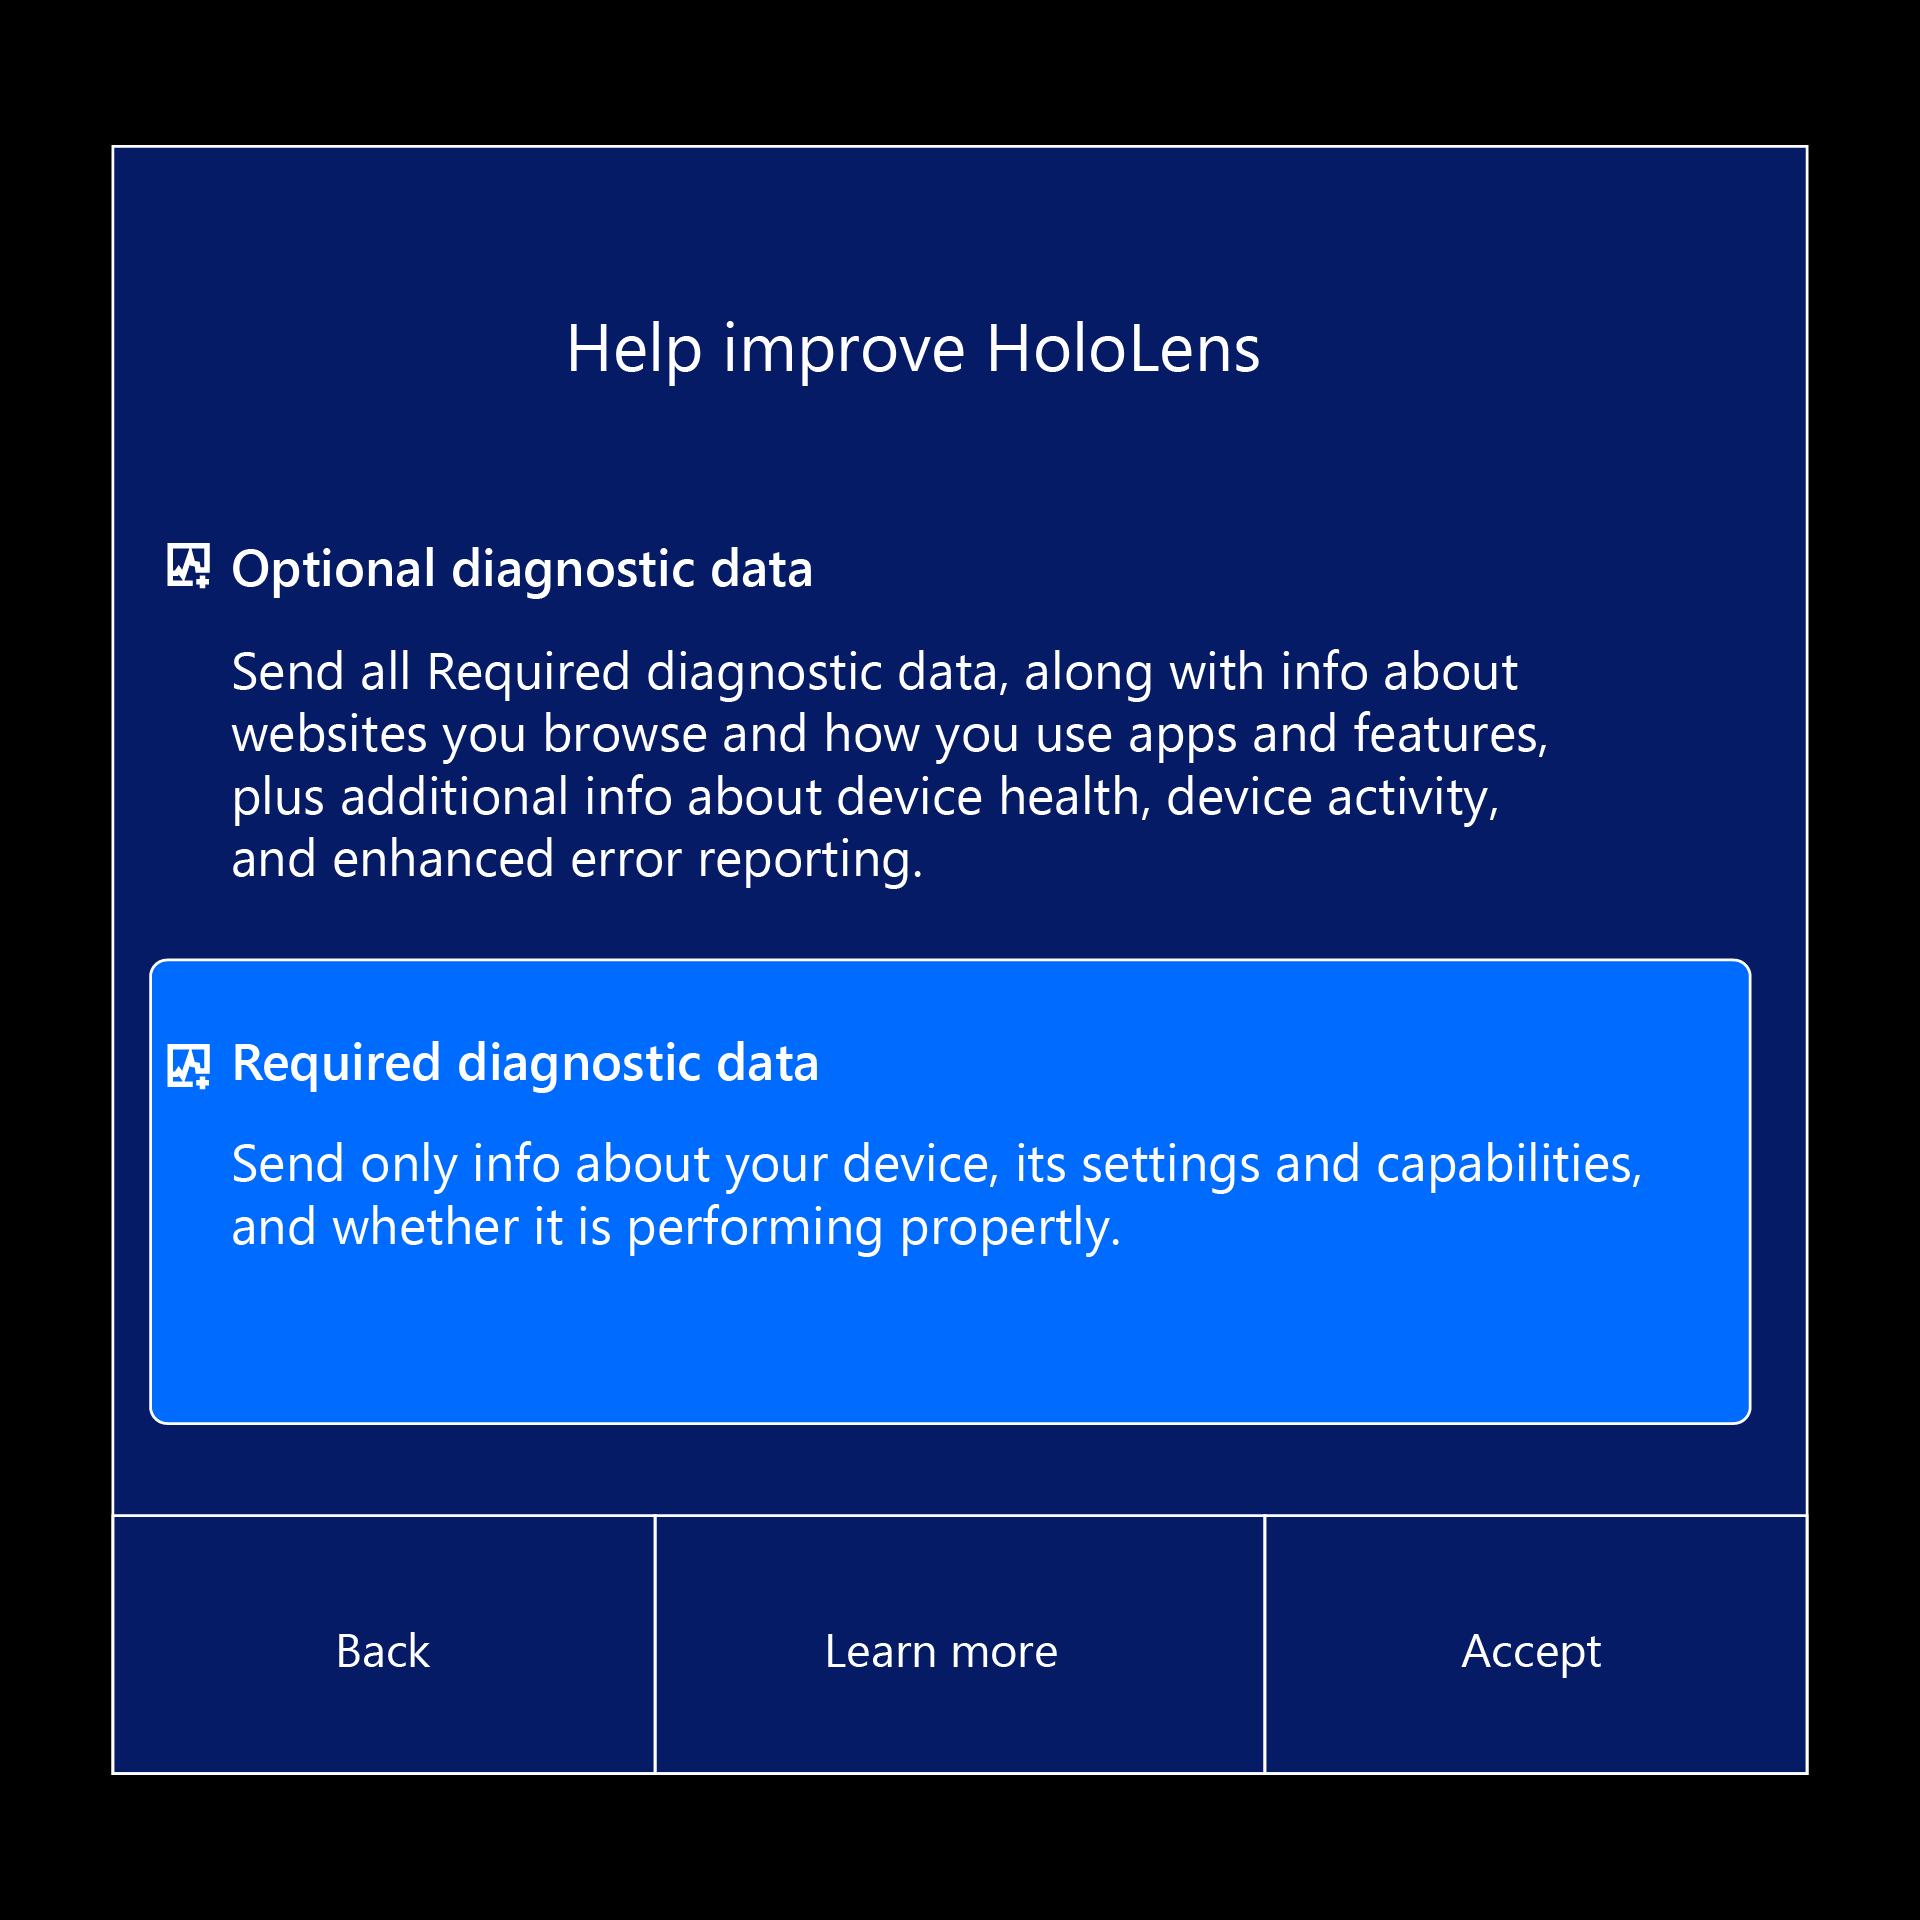 Help improve HoloLens
Optional diagnostic data
Send all Required diagnostic data, along with info about
websites you browse and how you use apps and features,
plus additional info about device health, device activity,
and enhanced error reporting.
Required diagnostic data
Send only info about your device, its settings and capabilities,
and whether it is performing propertly.
Back
Learn more
Accept